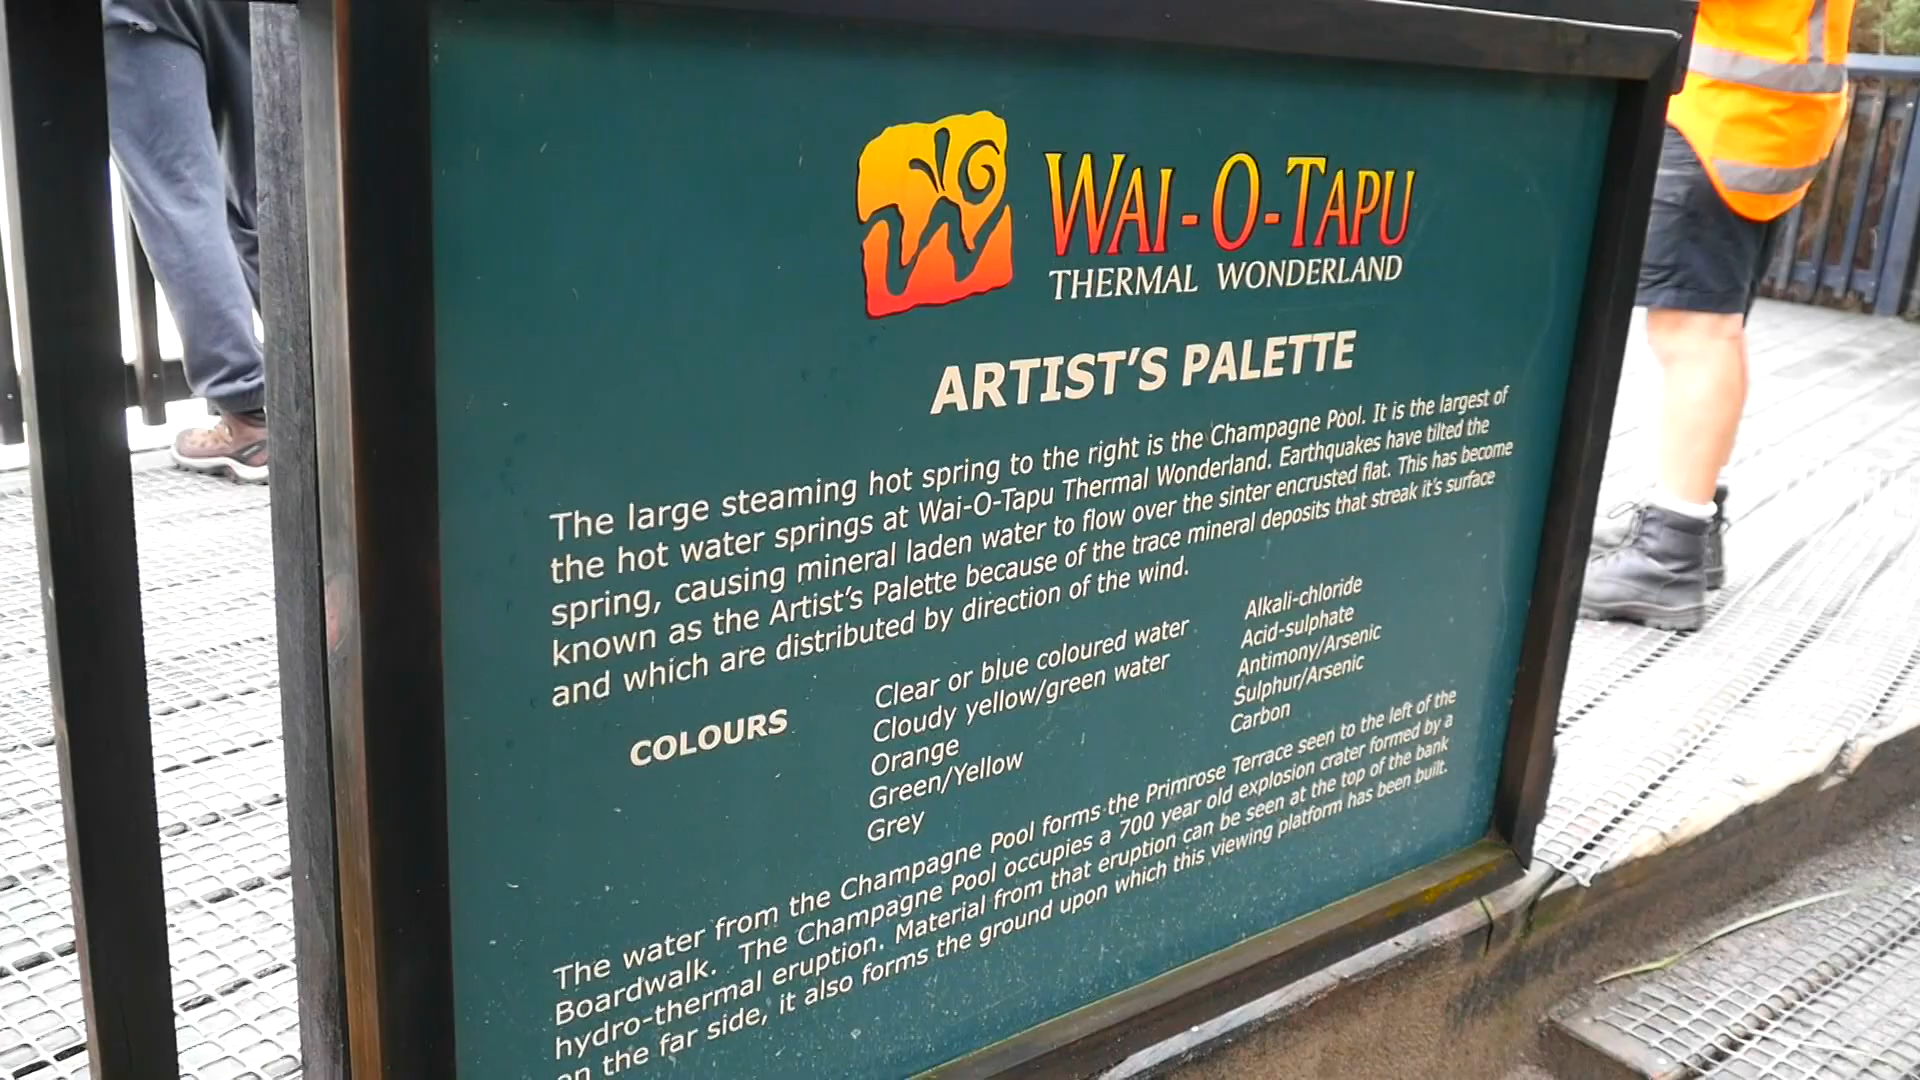 WAI-O-TAPU
THERMAL WONDERLAND
ARTIST'S PALETTE
The large steaming hot spring to the right is the Champagne Pool. It is the largest of
the hot water springs at Wai-O-Tapu Thermal Wonderland. Earthquakes have tilted the
spring, causing mineral laden water to flow over the sinter encrusted flat. This has become
known as the Artist's Palette because of the trace mineral deposits that streak it's surface
and which are distributed by direction of the wind.
COLOURS
Clear or blue coloured water Alkali-chloride
Cloudy yellow/green water Acid-sulphate
Orange Antimony/Arsenic
Green/Yellow Sulphur/Arsenic
Grey Carbon
The water from the Champagne Pool forms the Primrose Terrace seen to the left of the
Boardwalk. The Champagne Pool occupies a 700 year old explosion crater formed by a
hydro-thermal eruption. Material from that eruption can be seen at the top of the bank
on the far side, it also forms the ground upon which this viewing platform has been built.